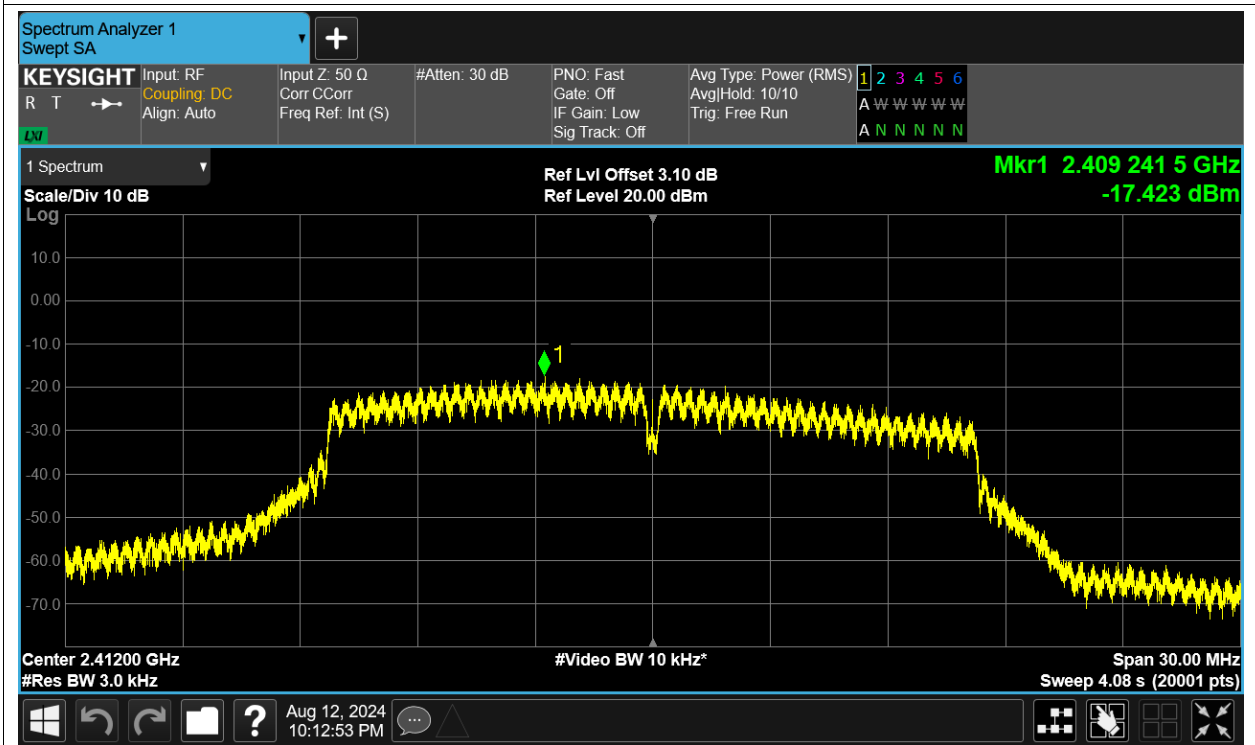 Spectrum Analyzer 1
Swept SA
+
KEYSIGHT
R T
LXI
Input: RF
Coupling: DC
Align: Auto
Input Z: 50 Ω
Corr CCorr
Freq Ref: Int (S)
#Atten: 30 dB
PNO: Fast
Gate: Off
IF Gain: Low
Sig Track: Off
Avg Type: Power (RMS)
Avg|Hold: 10/10
Trig: Free Run
1 2 3 4 5 6
A W W W W W
A N N N N N
1 Spectrum
Scale/Div 10 dB
Log
Ref Lvl Offset 3.10 dB
Ref Level 20.00 dBm
Mkr1 2.409 241 5 GHz
-17.423 dBm
10.0
0.00
-10.0
1
-20.0
-30.0
-40.0
-50.0
-60.0
-70.0
Center 2.41200 GHz
#Video BW 10 kHz*
Span 30.00 MHz
#Res BW 3.0 kHz
Sweep 4.08 s (20001 pts)
?
Aug 12, 2024
10:12:53 PM